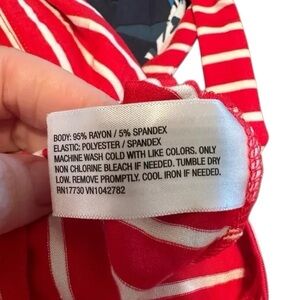 BODY: 95% RAYON / 5% SPANDEX
ELASTIC: POLYESTER / SPANDEX
MACHINE WASH COLD WITH LIKE COLORS. ONLY
NON CHLORINE BLEACH IF NEEDED. TUMBLE DRY
LOW. REMOVE PROMPTLY. COOL IRON IF NEEDED.
RN17730 VN1042782